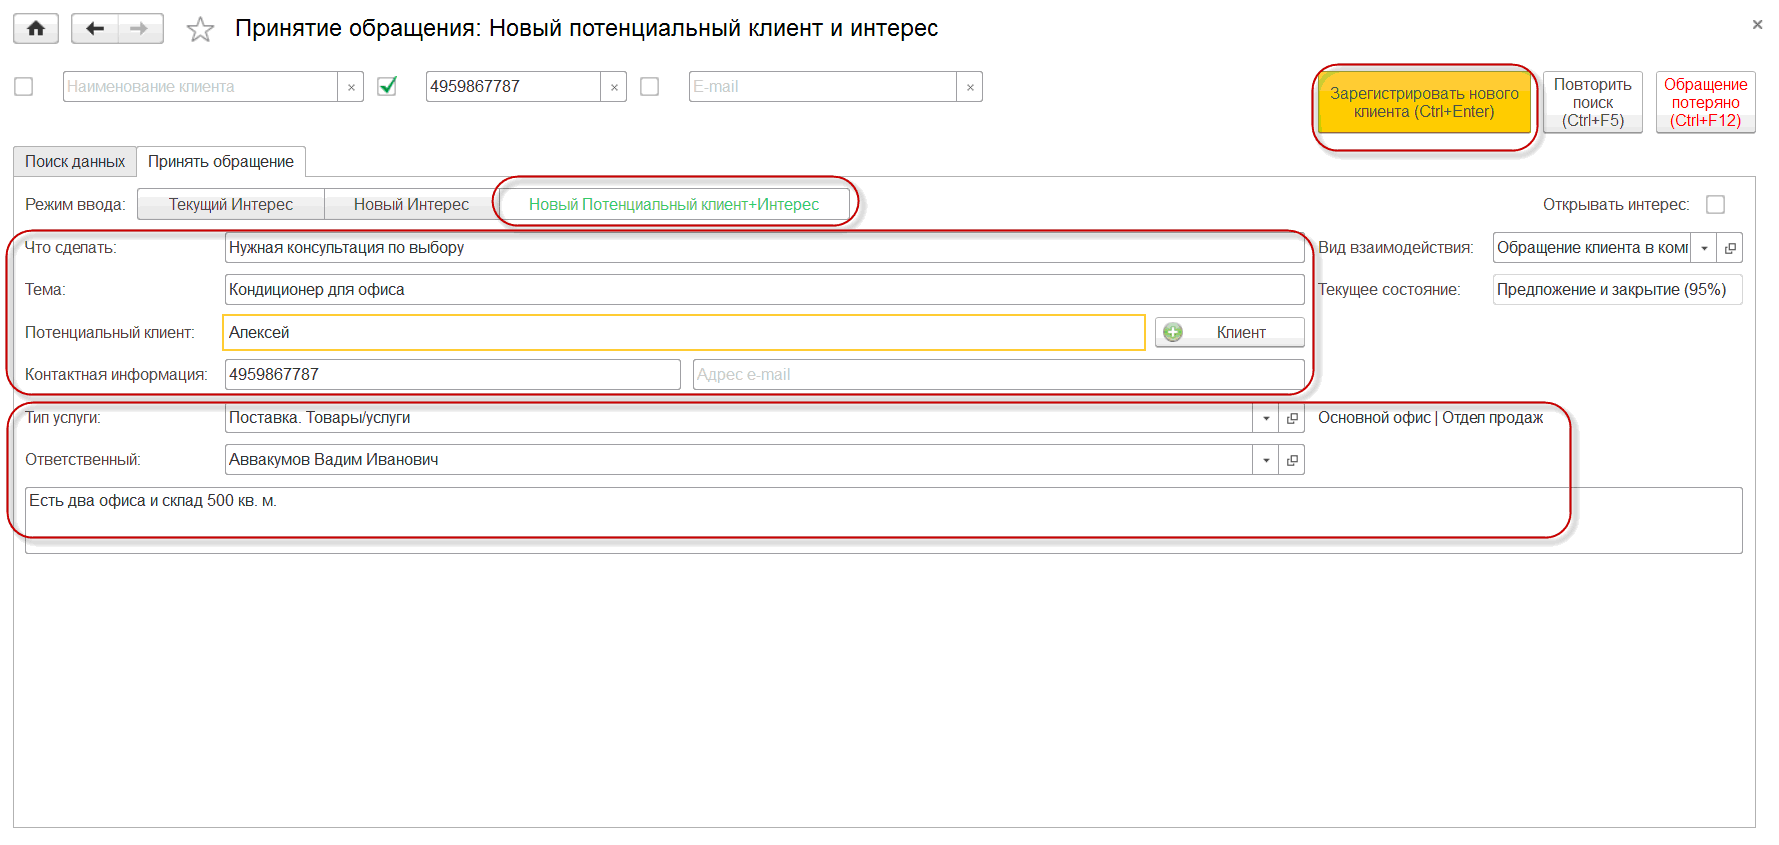 Принятие обращения: Новый потенциальный клиент и интерес
Наименование клиента
4959867787
E-mail
Зарегистрировать нового
клиента (Ctrl+Enter)
Повторить
поиск
(Ctrl+F5)
Обращение
потеряно
(Ctrl+F12)
Поиск данных
Принять обращение
Режим ввода:
Текущий Интерес
Новый Интерес
Новый Потенциальный клиент+Интерес
Открывать интерес:
Что сделать:
Нужная консультация по выбору
Вид взаимодействия:
Обращение клиента в ком
Тема:
Кондиционер для офиса
Текущее состояние:
Предложение и закрытие (95%)
Потенциальный клиент:
Алексей
Клиент
Контактная информация:
4959867787
Адрес e-mail
Тип услуги:
Поставка. Товары/услуги
Основной офис | Отдел продаж
Ответственный:
Аввакумов Вадим Иванович
Есть два офиса и склад 500 кв. м.